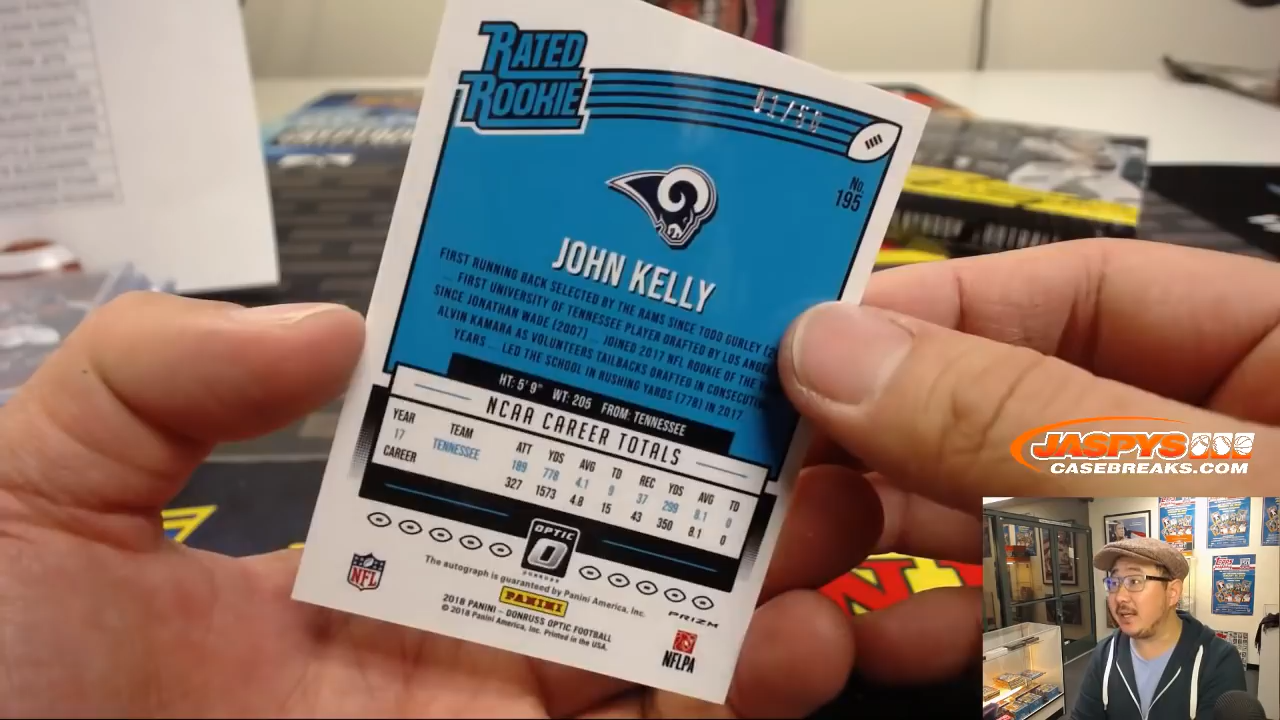 RATED
ROOKIE
01/50
No.
195
JOHN KELLY
FIRST RUNNING BACK SELECTED BY THE RAMS SINCE TODD GURLEY
... FIRST UNIVERSITY OF TENNESSEE PLAYER DRAFTED BY LOS
SINCE JONATHAN WADE (2007) ... JOINED 2017 NFL ROOKIE OF THE
ALVIN KAMARA AS VOLUNTEERS TAILBACKS DRAFTED IN
YEARS ... LED THE SCHOOL IN RUSHING YARDS (778) IN 2017
HT: 5' 9" WT: 205 FROM: TENNESSEE
NCAA CAREER TOTALS
YEAR TEAM ATT YDS AVG TD REC YDS AVG TD
17 TENNESSEE 189 778 4.1 9 37 299 8.1 0
CAREER 327 1573 4.8 15 43 350 8.1 0
OPTIC
DONRUSS
The autograph is guaranteed by Panini America, Inc.
PANINI
PRIZM
NFL
2018 PANINI - DONRUSS OPTIC FOOTBALL
© 2018 Panini America, Inc. Printed in the USA.
NFLPA
JASPYS
CASEBREAKS.COM